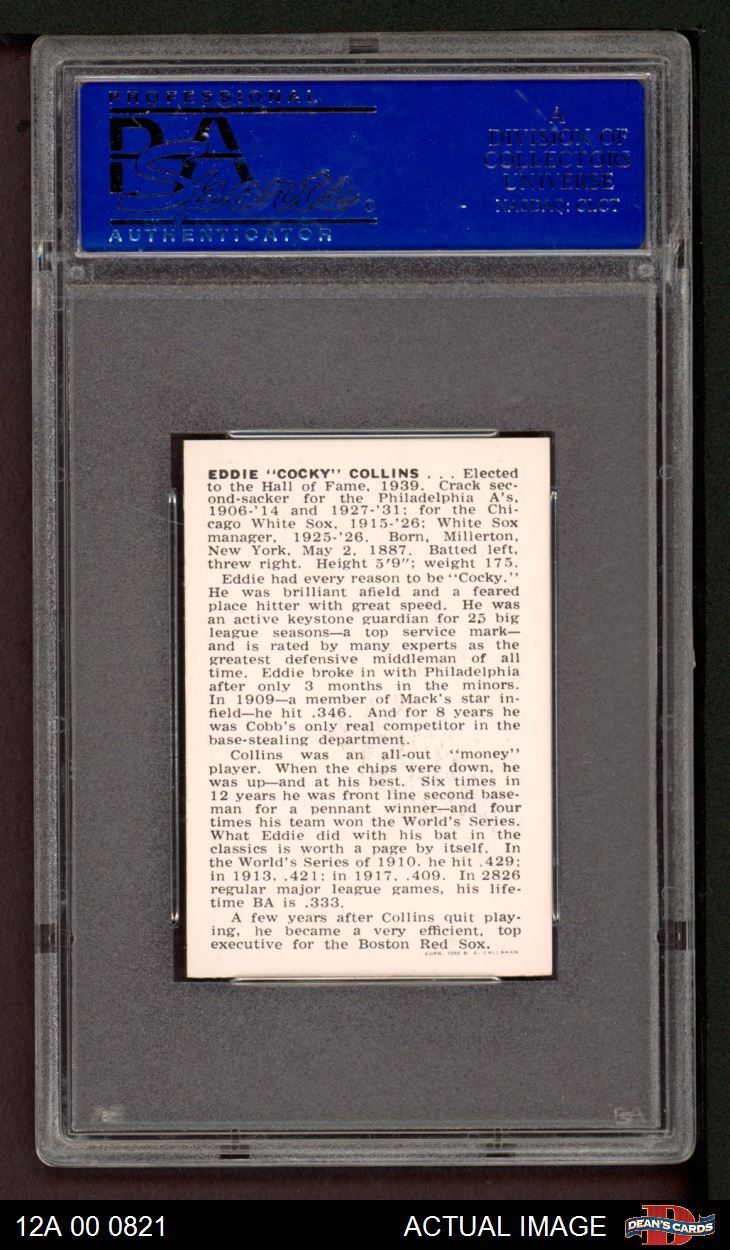 PROFESSIONAL
PSA
Sports
AUTHENTICATOR
A
DIVISION OF
COLLECTORS
UNIVERSE
NASDAQ: CLCT
EDDIE "COCKY" COLLINS . . . Elected
to the Hall of Fame, 1939. Crack sec-
ond-sacker for the Philadelphia A's,
1906-'14 and 1927-'31; for the Chi-
cago White Sox, 1915-'26; White Sox
manager, 1925-'26. Born, Millerton,
New York, May 2, 1887. Batted left,
threw right. Height 5'9"; weight 175.
Eddie had every reason to be "Cocky."
He was brilliant afield and a feared
place hitter with great speed. He was
an active keystone guardian for 25 big
league seasons—a top service mark—
and is rated by many experts as the
greatest defensive middleman of all
time. Eddie broke in with Philadelphia
after only 3 months in the minors.
In 1909—a member of Mack's star in-
field—he hit .346. And for 8 years he
was Cobb's only real competitor in the
base-stealing department.
Collins was an all-out "money"
player. When the chips were down, he
was up—and at his best. Six times in
12 years he was front line second base-
man for a pennant winner—and four
times his team won the World's Series.
What Eddie did with his bat in the
classics is worth a page by itself. In
the World's Series of 1910, he hit .429;
in 1913, .421; in 1917, .409. In 2826
regular major league games, his life-
time BA is .333.
A few years after Collins quit play-
ing, he became a very efficient, top
executive for the Boston Red Sox.
COPR. 1950 B. E. CALLAHAN
PSA
12A 00 0821
ACTUAL IMAGE
D
DEAN'S CARDS